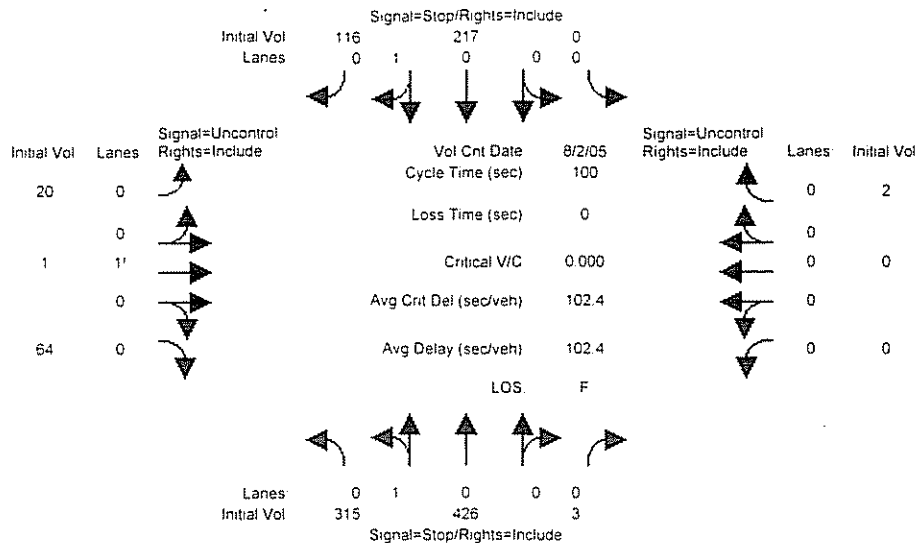 Signal=Stop/Rights=Include
Initial Vol 116 217 0
Lanes 0 1 0 0 0
Signal=Uncontrol
Initial Vol Lanes Rights=Include Vol Cnt Date 8/2/05
Signal=Uncontrol
Rights=Include Lanes Initial Vol
20 0 Cycle Time (sec) 100 0 2
0 Loss Time (sec) 0 0
1 1! Critical V/C 0.000 0 0
0 Avg Crit Del (sec/veh) 102.4 0
64 0 Avg Delay (sec/veh) 102.4 0 0
LOS F
Lanes 0 1 0 0 0
Initial Vol 315 426 3
Signal=Stop/Rights=Include